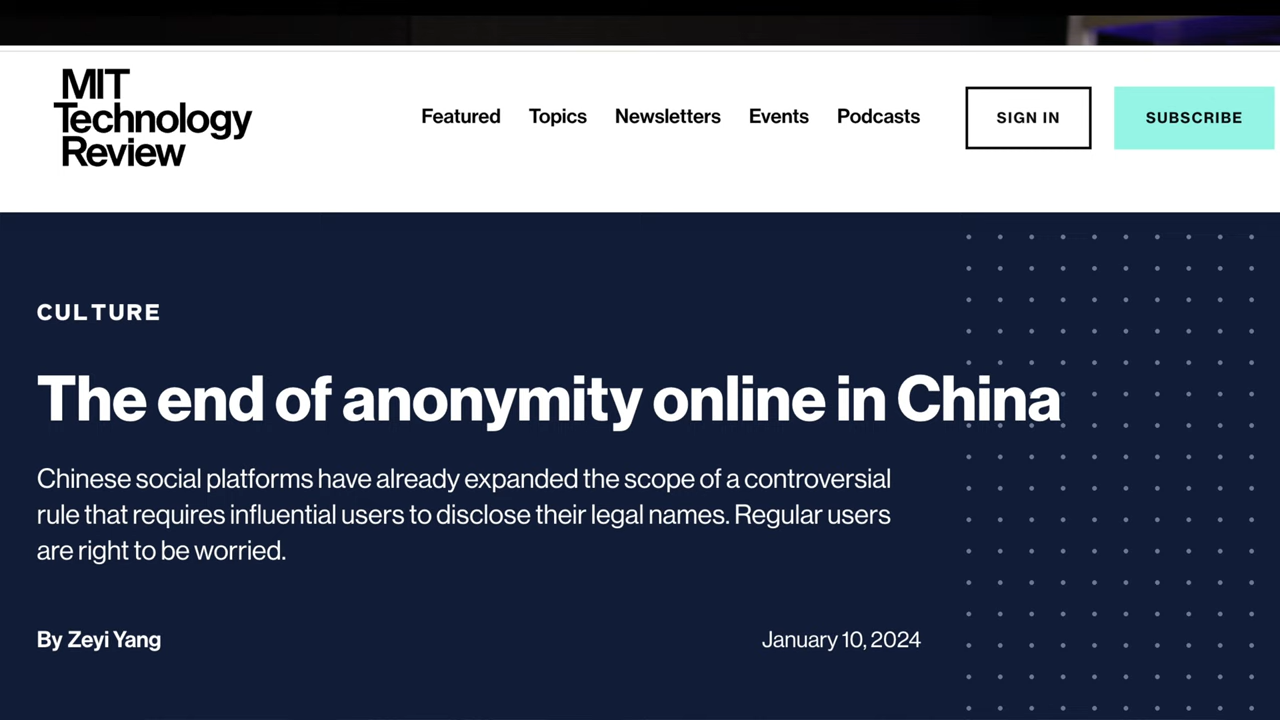 MIT
Technology
Review
Featured Topics Newsletters Events Podcasts SIGN IN SUBSCRIBE
CULTURE
The end of anonymity online in China
Chinese social platforms have already expanded the scope of a controversial
rule that requires influential users to disclose their legal names. Regular users
are right to be worried.
By Zeyi Yang January 10, 2024